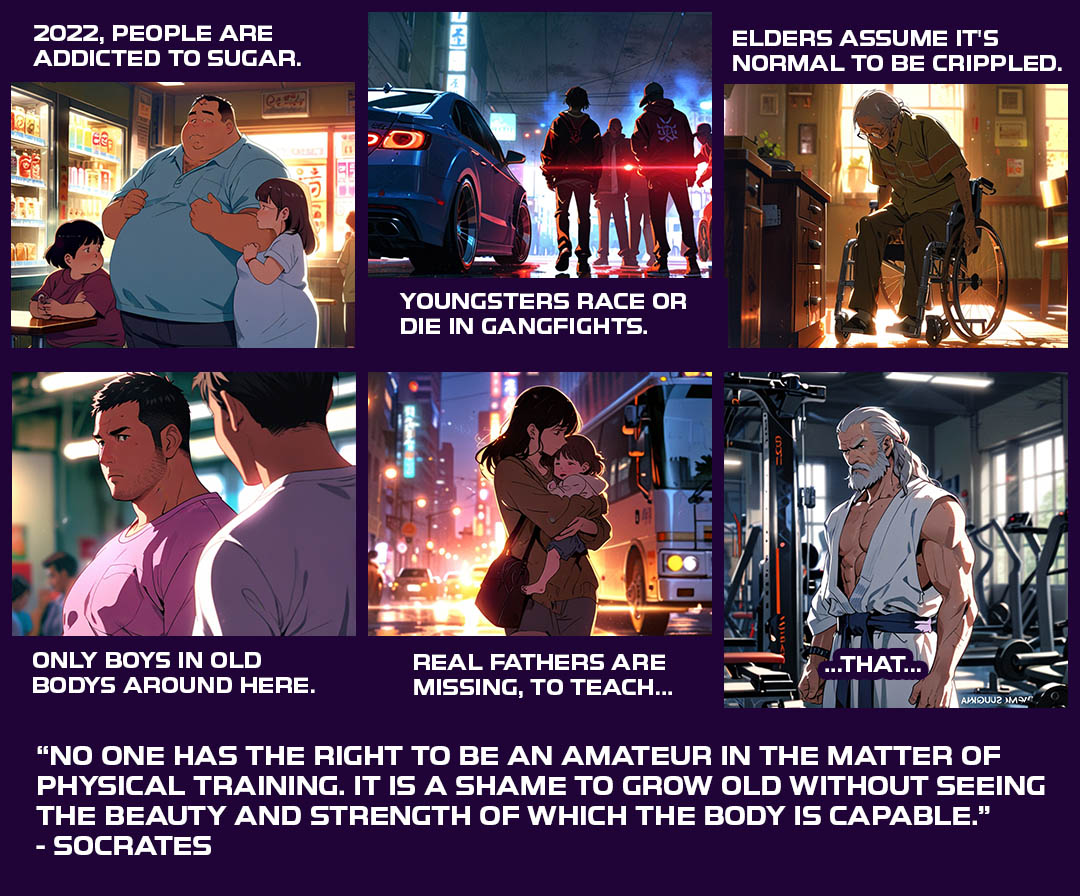 2022, PEOPLE ARE
ADDICTED TO SUGAR.
YOUNGSTERS RACE OR
DIE IN GANGFIGHTS.
ELDERS ASSUME IT'S
NORMAL TO BE CRIPPLED.
ONLY BOYS IN OLD
BODYS AROUND HERE.
REAL FATHERS ARE
MISSING, TO TEACH...
...THAT...
“NO ONE HAS THE RIGHT TO BE AN AMATEUR IN THE MATTER OF
PHYSICAL TRAINING. IT IS A SHAME TO GROW OLD WITHOUT SEEING
THE BEAUTY AND STRENGTH OF WHICH THE BODY IS CAPABLE.”
- SOCRATES